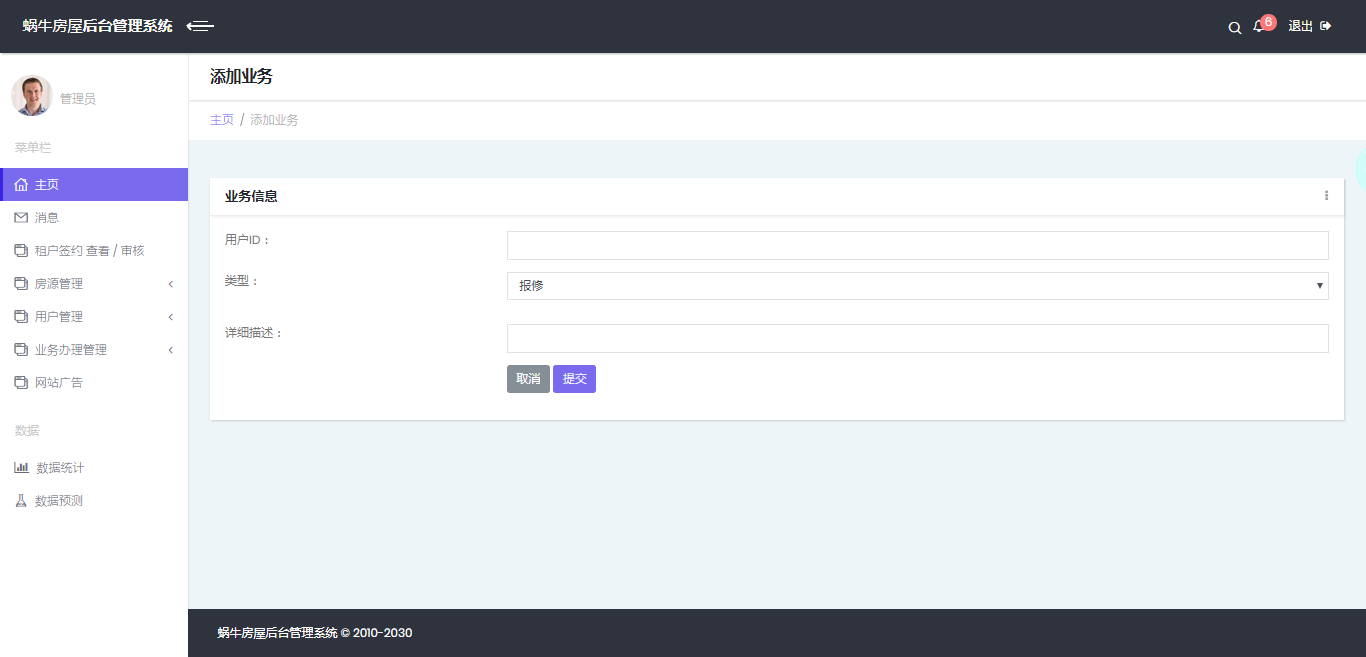 蜗牛房屋后台管理系统
6
退出
管理员
菜单栏
主页
消息
租户签约 查看 / 审核
房源管理
用户管理
业务办理管理
网站广告
数据
数据统计
数据预测
添加业务
主页 / 添加业务
业务信息
用户ID：
类型：
报修
详细描述：
取消 提交
蜗牛房屋后台管理系统 © 2010-2030